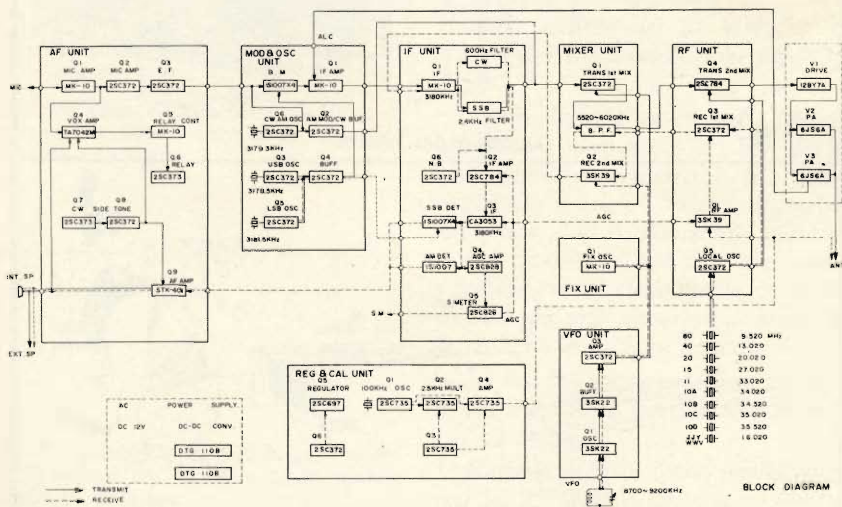 AF UNIT
Q1
MIC AMP
MK-10
Q2
MIC AMP
2SC372
Q3
E.F
2SC372
MIC
Q4
VOX AMP
TA7042M
Q5
RELAY CONT
MK-10
Q6
RELAY
2SC373
Q7
CW
2SC373
Q8
SIDE TONE
2SC372
Q9
AF AMP
INT SP
EXT. SP
ALC
MOD & OSC
UNIT
B.M
1S1007X4
Q1
IF AMP
MK-10
Q6
CW AM OSC
2SC372
Q2
AM MOD/CW BUF
2SC372
3179.3KHz
Q3
USB OSC
2SC372
Q4
BUFF
2SC372
3178.5KHz
Q5
LSB OSC
2SC372
3181.5KHz
IF UNIT
Q1
IF
MK-10
3180KHz
600Hz FILTER
CW
SSB
2.4KHz FILTER
Q6
N.B
2SC372
Q2
IF AMP
2SC784
SSB DET
1S1007X4
Q3
IF
CA3053
3180KHz
AM DET
1S1007
Q4
AGC AMP
2SC828
S METER
Q5
2SC828
S.M
AGC
MIXER UNIT
Q1
TRANS 1st MIX
2SC372
5520~6020KHz
B.P.F.
Q2
REC 2nd MIX
3SK39
AGC
Q1
FIX OSC
MK-10
FIX UNIT
VFO UNIT
Q3
AMP
2SC372
Q2
BUFF
3SK22
Q1
OSC
3SK22
VFO
8700~9200KHz
RF UNIT
Q4
TRANS 2nd MIX
2SC784
Q3
REC 1st MIX
2SC372
Q1
RF AMP
3SK39
Q5
LOCAL OSC
2SC372
V1
DRIVE
12BY7A
V2
PA
6JS6A
V3
PA
6JS6A
ANT
80 9.520 MHz
40 13.020
20 20.020
15 27.020
11 33.020
10A 34.020
10B 34.520
10C 35.020
10D 35.520
JJY
WWV 16.020
REG & CAL UNIT
Q5
REGULATOR
2SC697
Q1
100KHz OSC
2SC735
Q2
25KHz MULT
2SC735
Q4
AMP
2SC735
Q6
2SC372
Q3
2SC735
AC POWER SUPPLY
DC 12V DC-DC CONV.
DTG 110B
DTG 110B
TRANSMIT
RECEIVE
BLOCK DIAGRAM